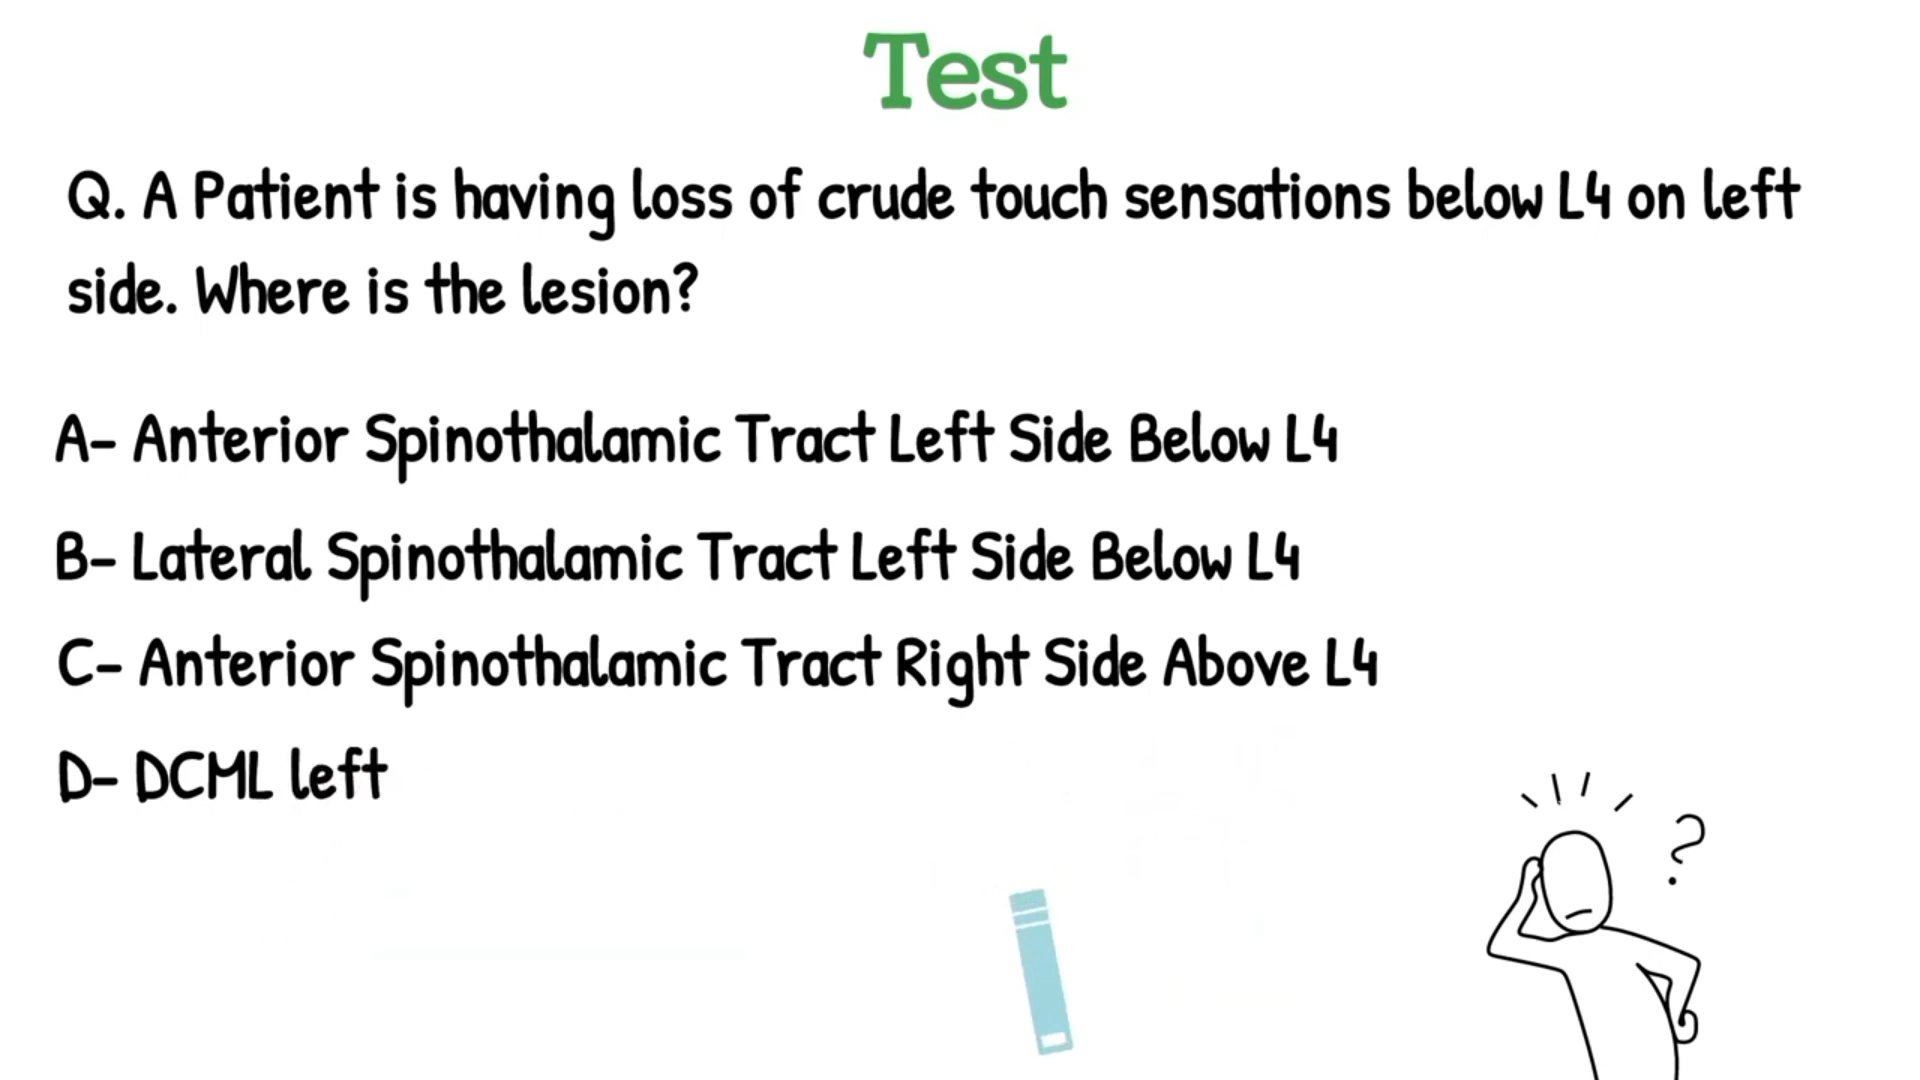 Test
Q. A Patient is having loss of crude touch sensations below L4 on left
side. Where is the lesion?
A- Anterior Spinothalamic Tract Left Side Below L4
B- Lateral Spinothalamic Tract Left Side Below L4
C- Anterior Spinothalamic Tract Right Side Above L4
D- DCML left
?